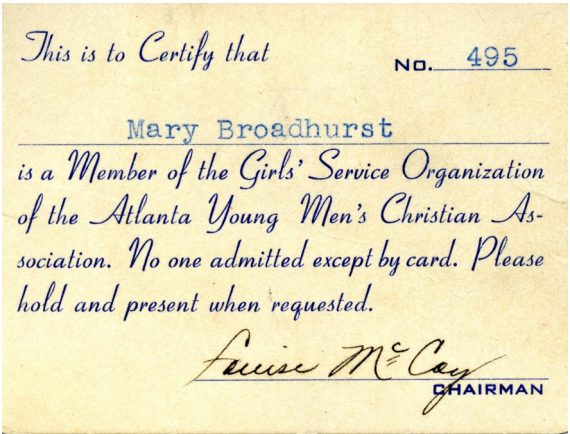 This is to Certify that
No. 495
Mary Broadhurst
is a Member of the Girls' Service Organization
of the Atlanta Young Men's Christian As-
sociation. No one admitted except by card. Please
hold and present when requested.
Louise McCoy
CHAIRMAN